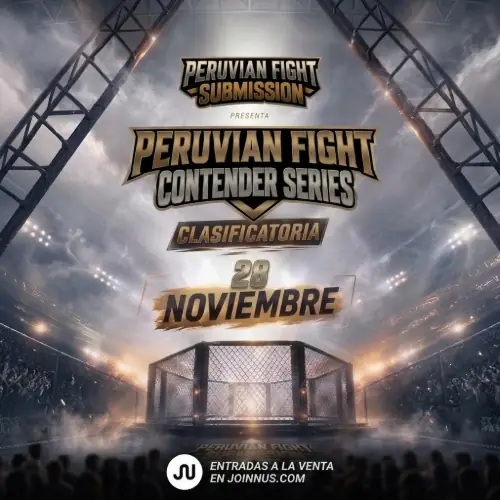 PERUVIAN FIGHT
SUBMISSION
PRESENTA
PERUVIAN FIGHT
CONTENDER SERIES
CLASIFICATORIA
28
NOVIEMBRE
PERUVIAN FIGHT
ENTRADAS A LA VENTA
EN JOINNUS.COM